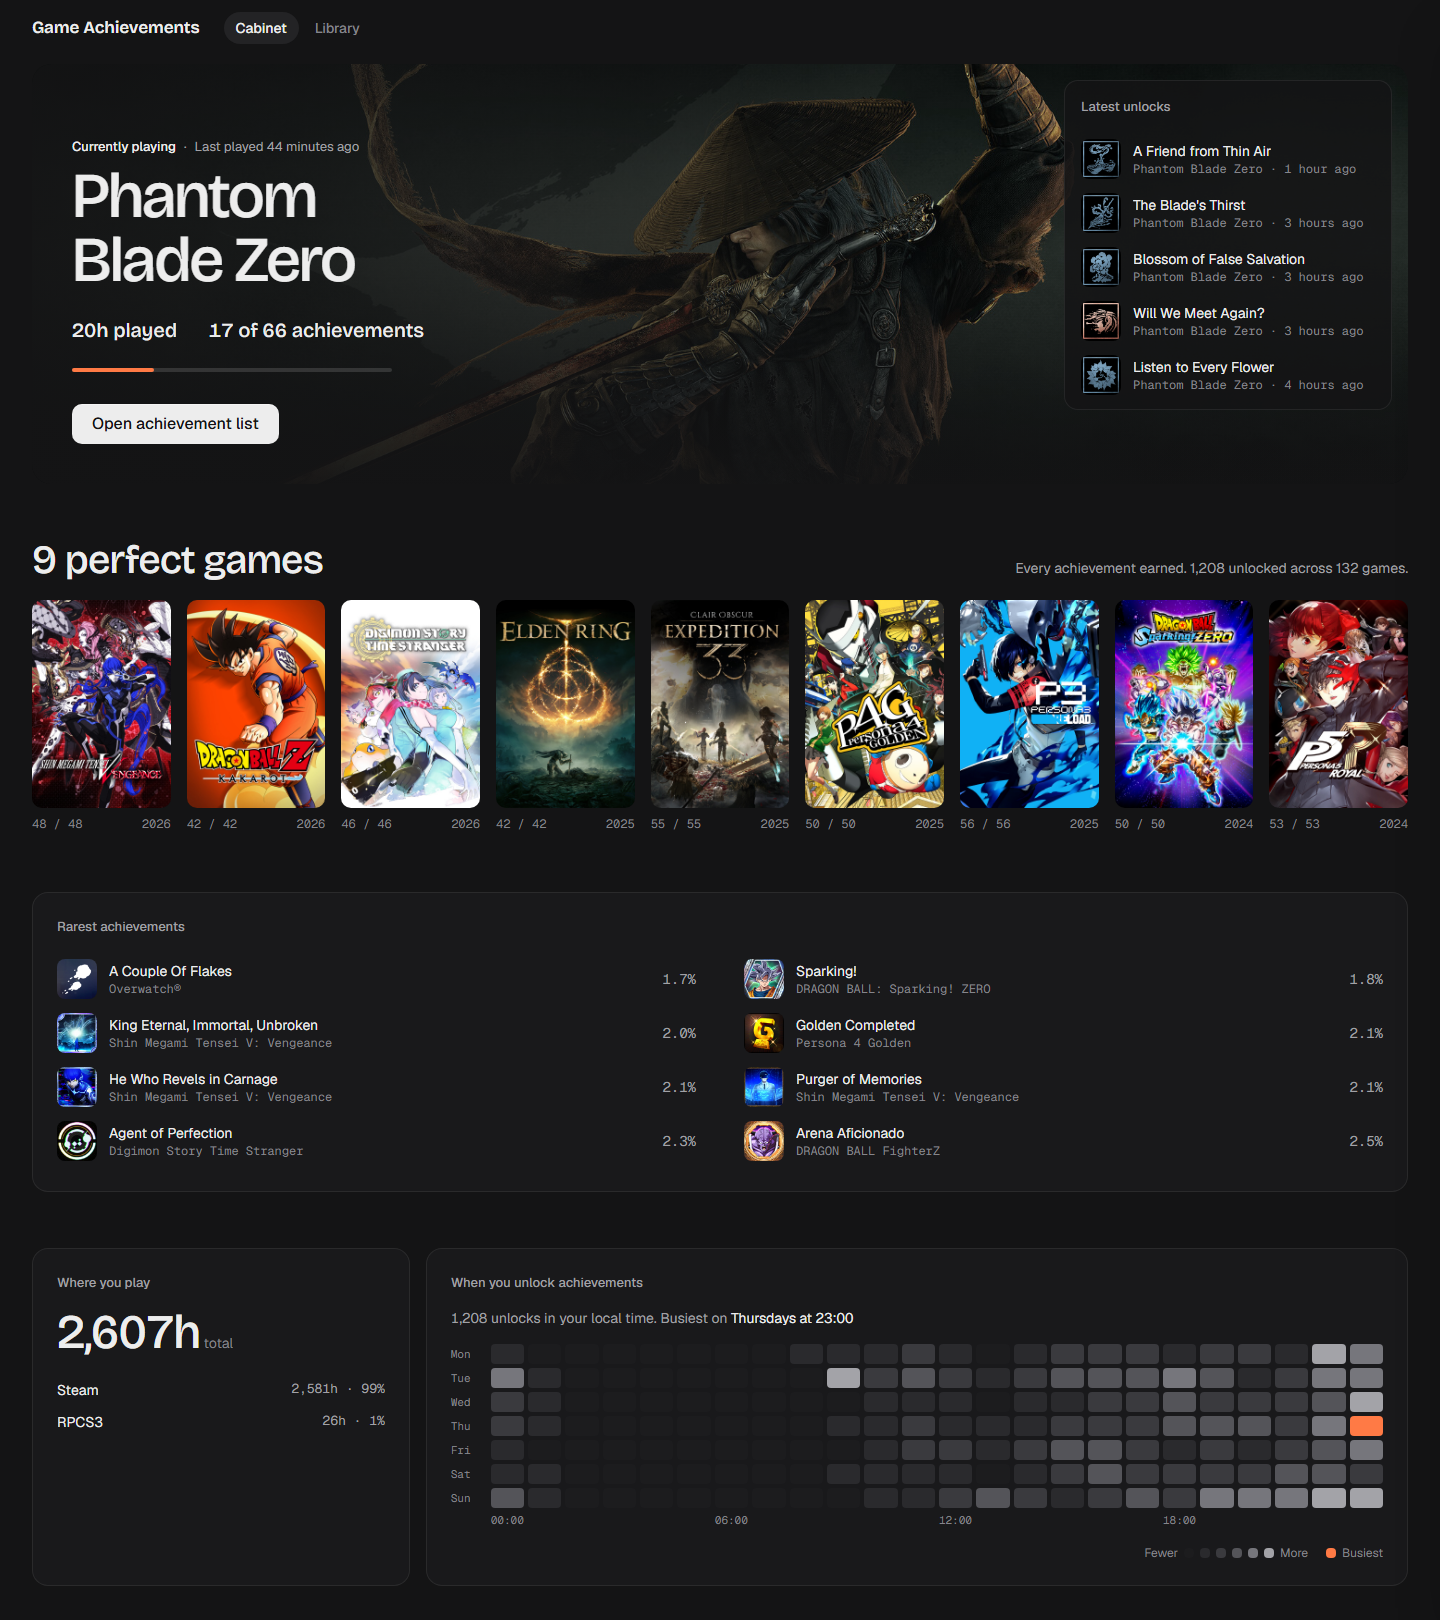 Game Achievements
Cabinet
Library
Currently playing · Last played 44 minutes ago
Phantom
Blade Zero
20h played
17 of 66 achievements
Open achievement list
Latest unlocks
A Friend from Thin Air
Phantom Blade Zero · 1 hour ago
The Blade's Thirst
Phantom Blade Zero · 3 hours ago
Blossom of False Salvation
Phantom Blade Zero · 3 hours ago
Will We Meet Again?
Phantom Blade Zero · 3 hours ago
Listen to Every Flower
Phantom Blade Zero · 4 hours ago
9 perfect games
Every achievement earned. 1,208 unlocked across 132 games.
SHIN MEGAMI TENSEI V
VENGEANCE
DRAGON BALL Z
KAKAROT
DIGIMON STORY
TIME STRANGER
ELDEN RING
CLAIR OBSCUR
EXPEDITION
33
P4G
Persona4
GOLDEN
P3
PERSONA3
RELOAD
DRAGON BALL
Sparking! ZERO
P5R
PERSONA5
ROYAL
48 / 48 2026
42 / 42 2026
46 / 46 2026
42 / 42 2025
55 / 55 2025
50 / 50 2025
56 / 56 2025
50 / 50 2024
53 / 53 2024
Rarest achievements
A Couple Of Flakes
Overwatch®
1.7%
Sparking!
DRAGON BALL: Sparking! ZERO
1.8%
King Eternal, Immortal, Unbroken
Shin Megami Tensei V: Vengeance
2.0%
Golden Completed
Persona 4 Golden
2.1%
He Who Revels in Carnage
Shin Megami Tensei V: Vengeance
2.1%
Purger of Memories
Shin Megami Tensei V: Vengeance
2.1%
Agent of Perfection
Digimon Story Time Stranger
2.3%
Arena Aficionado
DRAGON BALL FighterZ
2.5%
Where you play
2,607h total
Steam 2,581h · 99%
RPCS3 26h · 1%
When you unlock achievements
1,208 unlocks in your local time. Busiest on Thursdays at 23:00
Mon
Tue
Wed
Thu
Fri
Sat
Sun
00:00 06:00 12:00 18:00
Fewer More Busiest